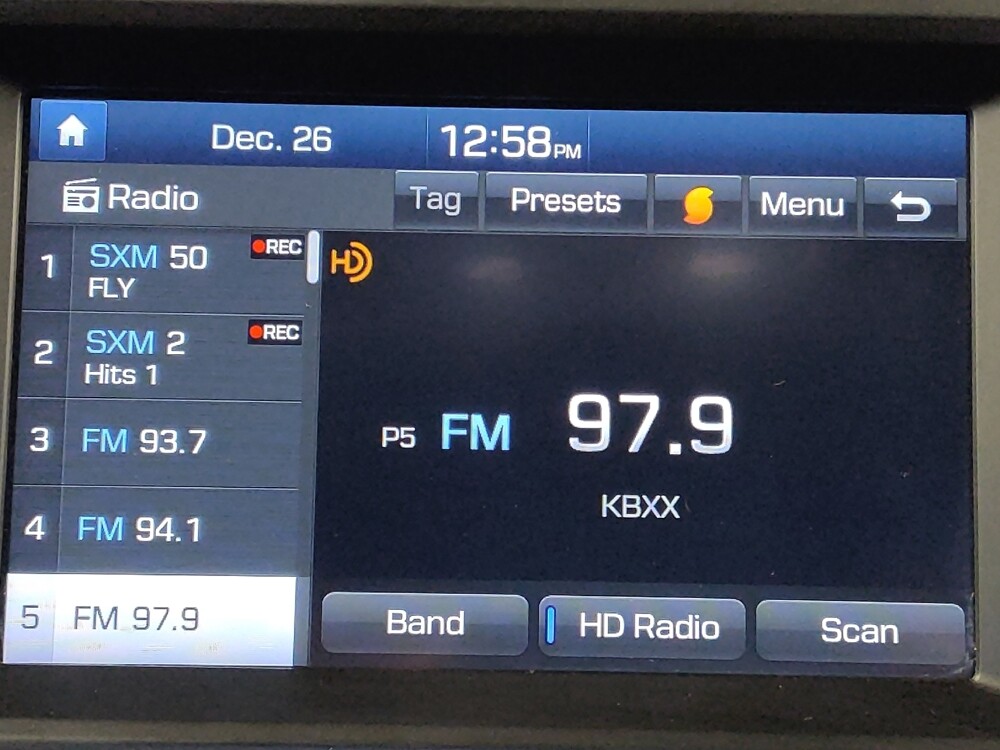 Dec. 26 12:58PM
Radio Tag Presets Menu
1 SXM 50 REC
FLY
2 SXM 2 REC
Hits 1
3 FM 93.7
4 FM 94.1
5 FM 97.9
HD
P5 FM 97.9
KBXX
Band HD Radio Scan